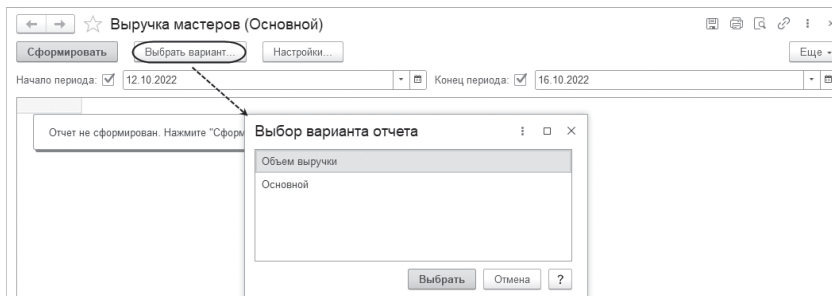 Выручка мастеров (Основной)
Сформировать Выбрать вариант... Настройки... Еще
Начало периода: 12.10.2022 Конец периода: 16.10.2022
Отчет не сформирован. Нажмите "Сформ
Выбор варианта отчета
Объем выручки
Основной
Выбрать Отмена ?